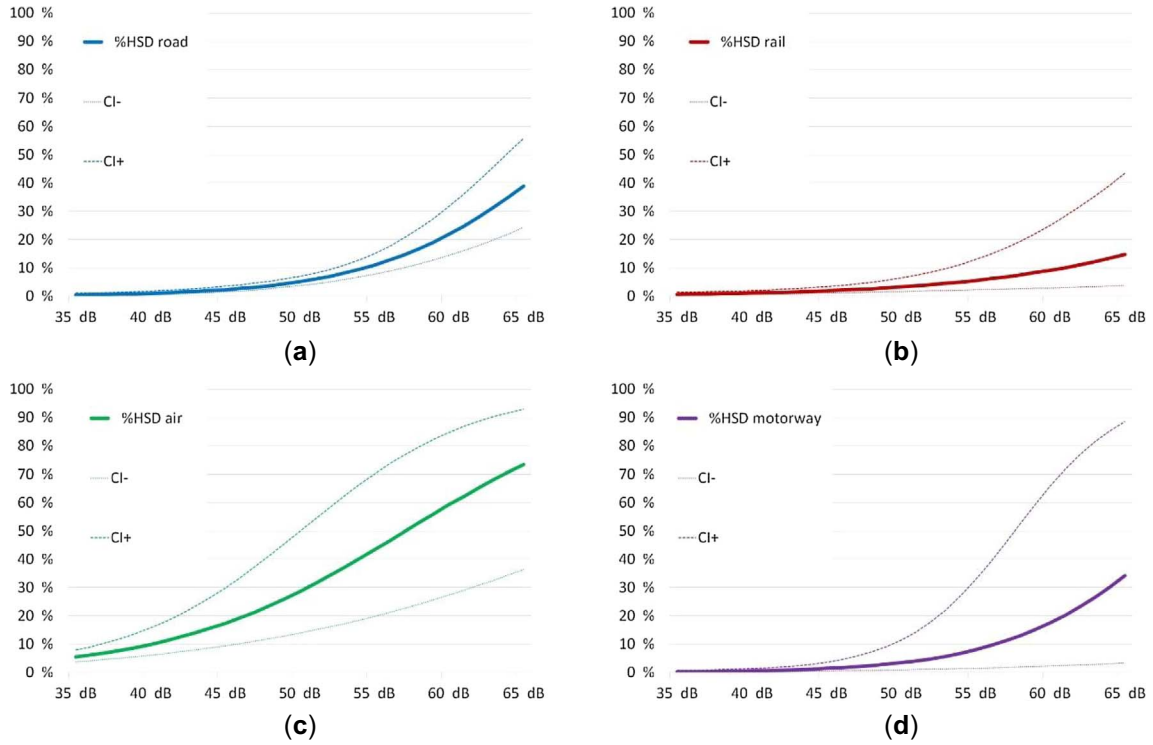 100 %
90 %
80 %
70 %
60 %
50 %
40 %
30 %
20 %
10 %
0 %
%HSD road
CI-
CI+
35 dB 40 dB 45 dB 50 dB 55 dB 60 dB 65 dB
(a)
100 %
90 %
80 %
70 %
60 %
50 %
40 %
30 %
20 %
10 %
0 %
%HSD rail
CI-
CI+
35 dB 40 dB 45 dB 50 dB 55 dB 60 dB 65 dB
(b)
100 %
90 %
80 %
70 %
60 %
50 %
40 %
30 %
20 %
10 %
0 %
%HSD air
CI-
CI+
35 dB 40 dB 45 dB 50 dB 55 dB 60 dB 65 dB
(c)
100 %
90 %
80 %
70 %
60 %
50 %
40 %
30 %
20 %
10 %
0 %
%HSD motorway
CI-
CI+
35 dB 40 dB 45 dB 50 dB 55 dB 60 dB 65 dB
(d)